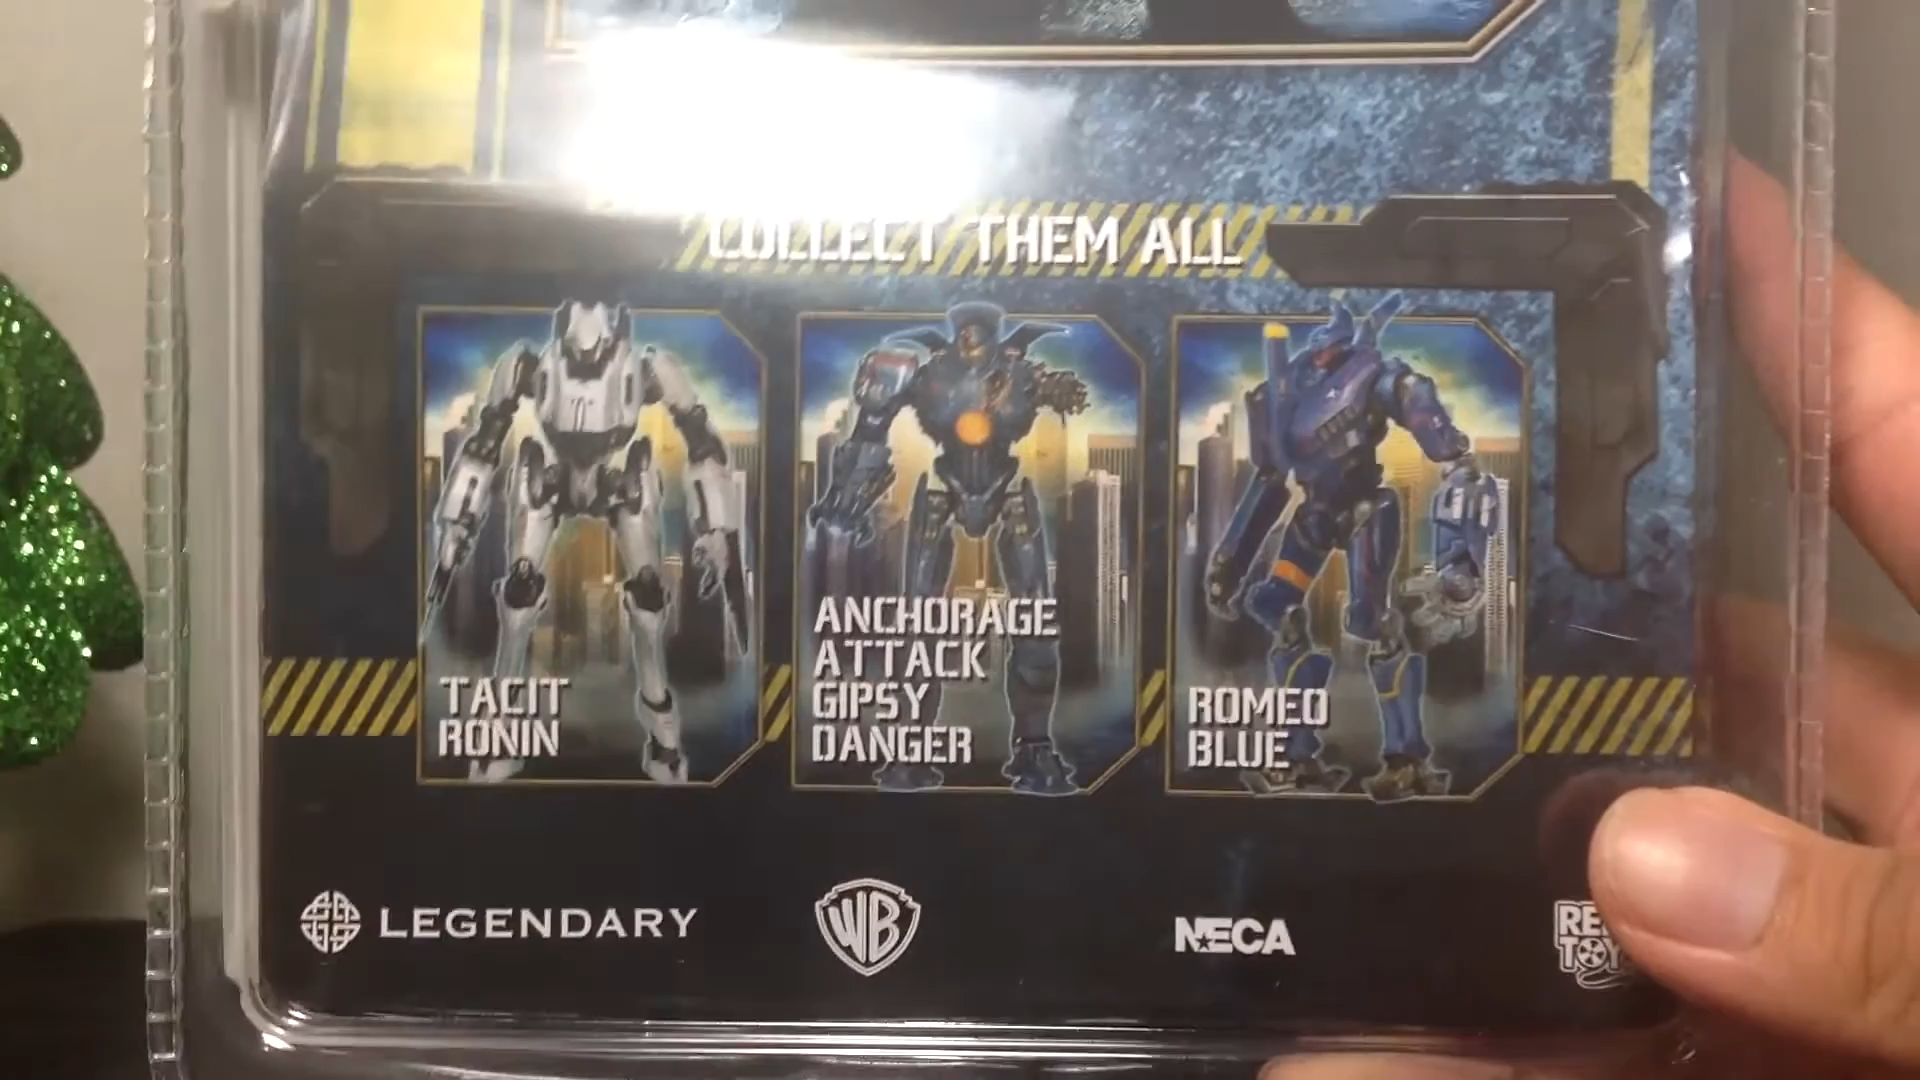 COLLECT THEM ALL
TACIT
RONIN
ANCHORAGE
ATTACK
GIPSY
DANGER
ROMEO
BLUE
LEGENDARY
WB
NECA